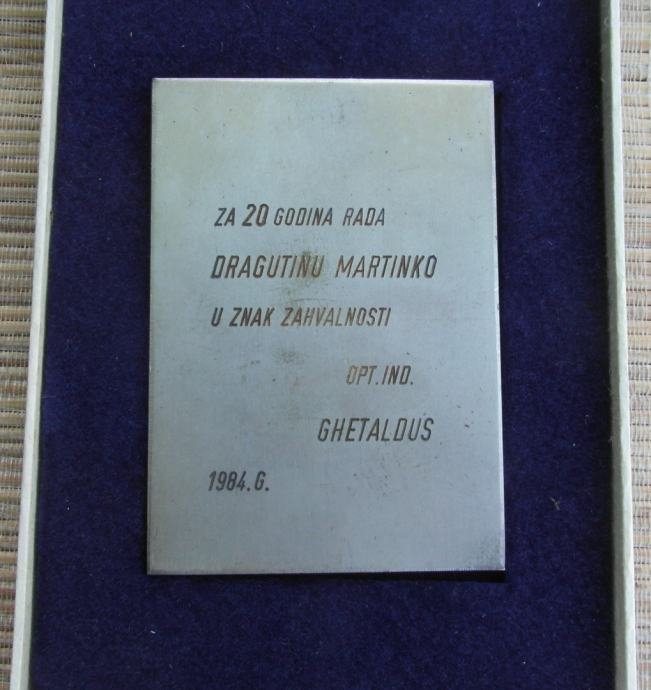 ZA 20 GODINA RADA
DRAGUTINU MARTINKO
U ZNAK ZAHVALNOSTI
OPT. IND.
GHETALDUS
1984. G.